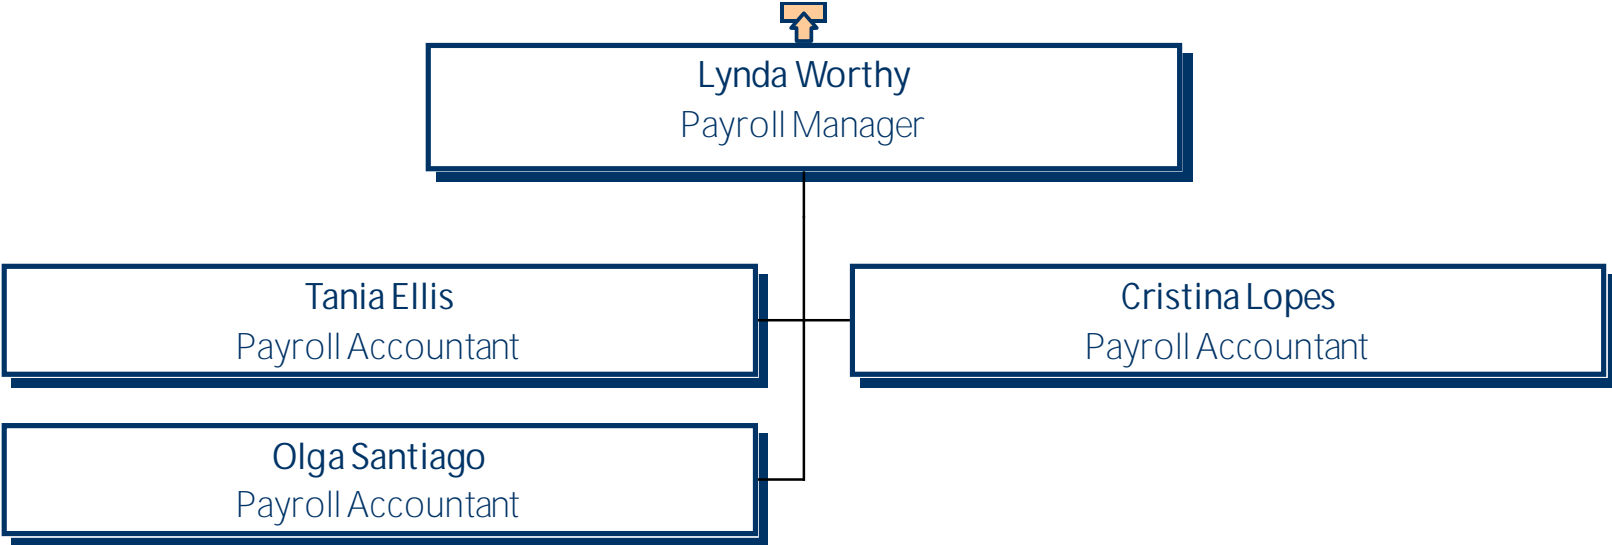 Lynda Worthy
Payroll Manager
Tania Ellis
Payroll Accountant
Cristina Lopes
Payroll Accountant
Olga Santiago
Payroll Accountant